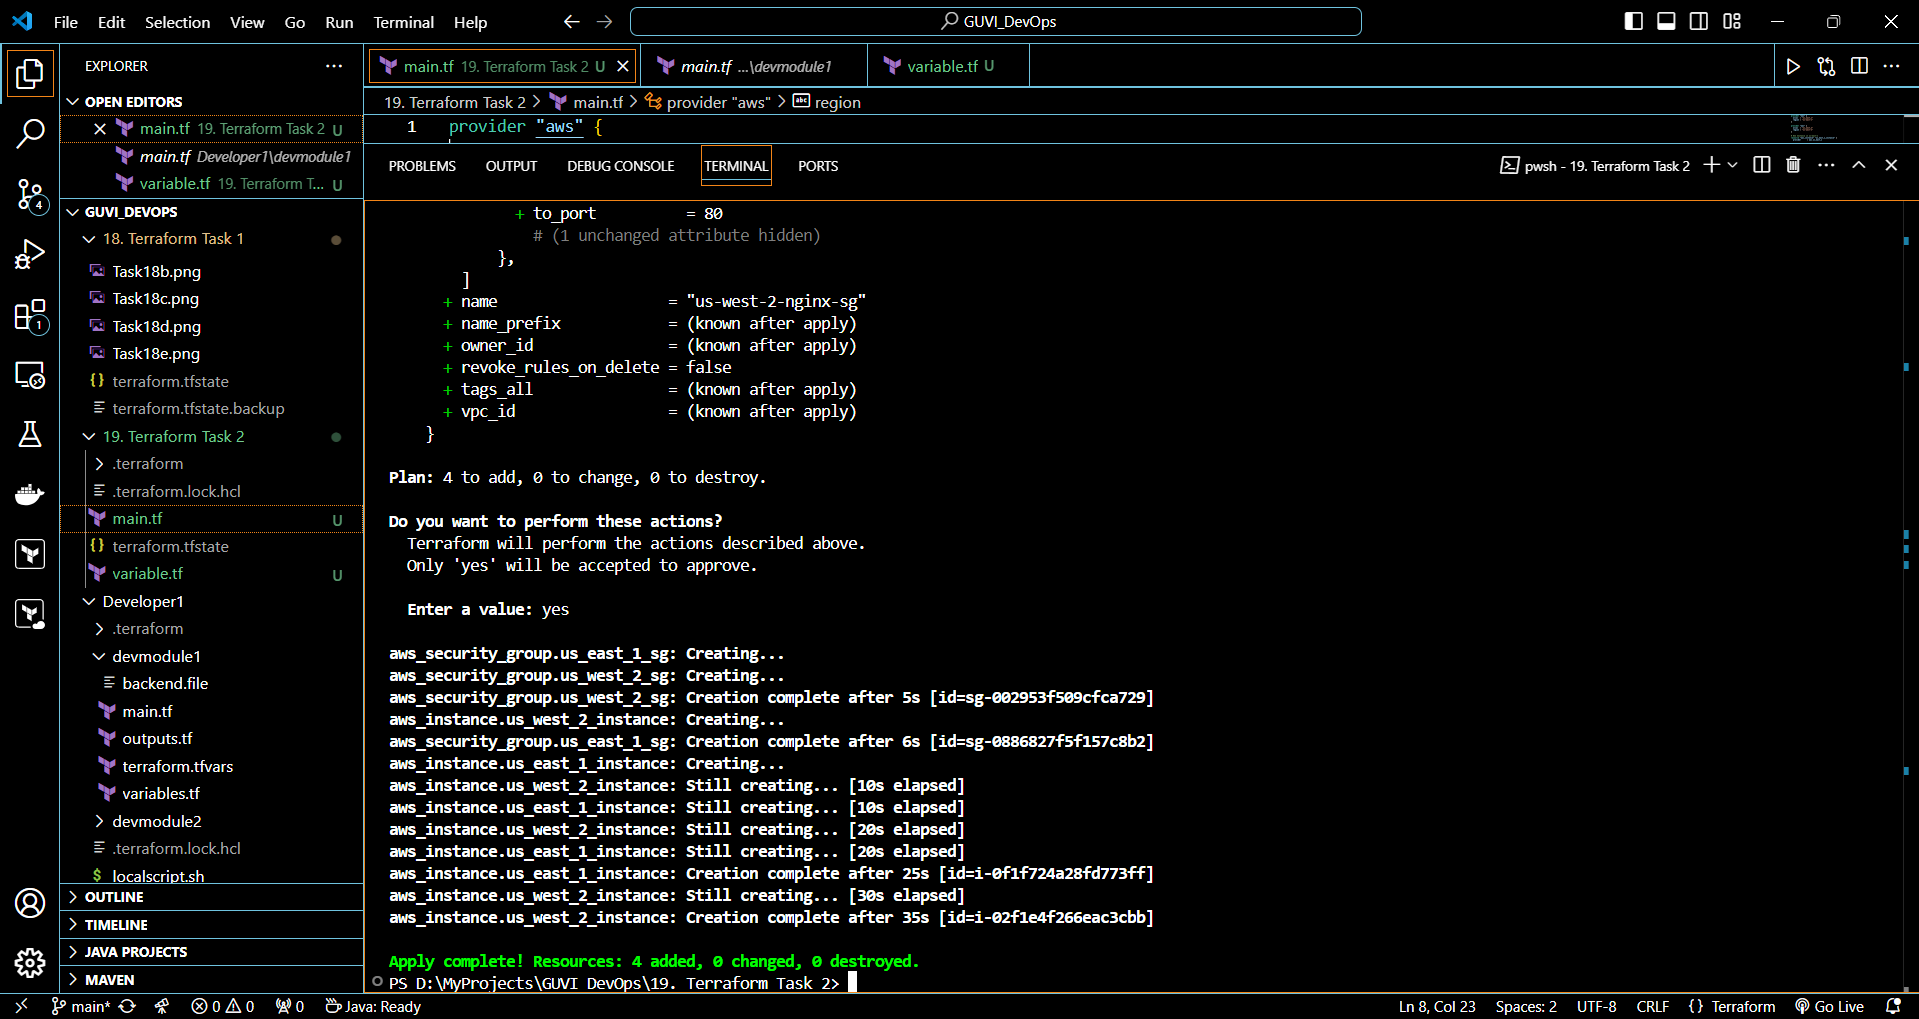 File Edit Selection View Go Run Terminal Help
GUVI_DevOps
EXPLORER
OPEN EDITORS
main.tf 19. Terraform Task 2 U
main.tf Developer1\devmodule1
variable.tf 19. Terraform T... U
GUVI_DEVOPS
18. Terraform Task 1
Task18b.png
Task18c.png
Task18d.png
Task18e.png
{} terraform.tfstate
terraform.tfstate.backup
19. Terraform Task 2
.terraform
.terraform.lock.hcl
main.tf U
{} terraform.tfstate
variable.tf U
Developer1
.terraform
devmodule1
backend.file
main.tf
outputs.tf
terraform.tfvars
variables.tf
devmodule2
.terraform.lock.hcl
$ localscript.sh
OUTLINE
TIMELINE
JAVA PROJECTS
MAVEN
4
1
main.tf 19. Terraform Task 2 U
main.tf ...\devmodule1
variable.tf U
19. Terraform Task 2 > main.tf > provider "aws" > abc region
1 provider "aws" {
PROBLEMS OUTPUT DEBUG CONSOLE TERMINAL PORTS
pwsh - 19. Terraform Task 2
+ to_port = 80
# (1 unchanged attribute hidden)
},
]
+ name = "us-west-2-nginx-sg"
+ name_prefix = (known after apply)
+ owner_id = (known after apply)
+ revoke_rules_on_delete = false
+ tags_all = (known after apply)
+ vpc_id = (known after apply)
}
Plan: 4 to add, 0 to change, 0 to destroy.
Do you want to perform these actions?
Terraform will perform the actions described above.
Only 'yes' will be accepted to approve.
Enter a value: yes
aws_security_group.us_east_1_sg: Creating...
aws_security_group.us_west_2_sg: Creating...
aws_security_group.us_west_2_sg: Creation complete after 5s [id=sg-002953f509cfca729]
aws_instance.us_west_2_instance: Creating...
aws_security_group.us_east_1_sg: Creation complete after 6s [id=sg-0886827f5f157c8b2]
aws_instance.us_east_1_instance: Creating...
aws_instance.us_west_2_instance: Still creating... [10s elapsed]
aws_instance.us_east_1_instance: Still creating... [10s elapsed]
aws_instance.us_west_2_instance: Still creating... [20s elapsed]
aws_instance.us_east_1_instance: Still creating... [20s elapsed]
aws_instance.us_east_1_instance: Creation complete after 25s [id=i-0f1f724a28fd773ff]
aws_instance.us_west_2_instance: Still creating... [30s elapsed]
aws_instance.us_west_2_instance: Creation complete after 35s [id=i-02f1e4f266eac3cbb]
Apply complete! Resources: 4 added, 0 changed, 0 destroyed.
PS D:\MyProjects\GUVI DevOps\19. Terraform Task 2>
main* 0 0 0 Java: Ready
Ln 8, Col 23 Spaces: 2 UTF-8 CRLF {} Terraform Go Live